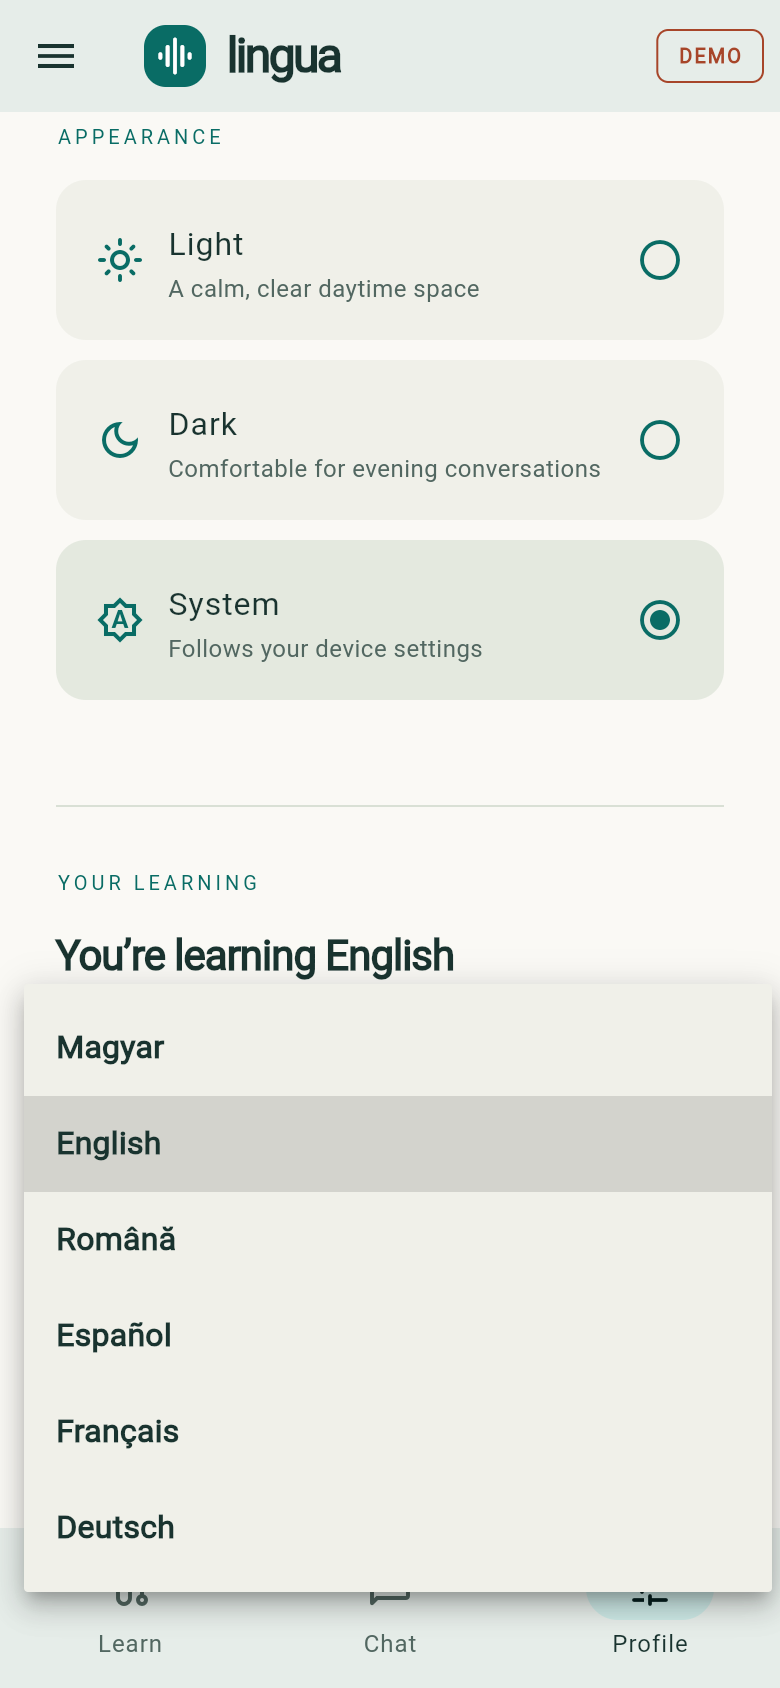 lingua
DEMO
APPEARANCE
Light
A calm, clear daytime space
Dark
Comfortable for evening conversations
A
System
Follows your device settings
YOUR LEARNING
You’re learning English
Magyar
English
Română
Español
Français
Deutsch
Learn
Chat
Profile